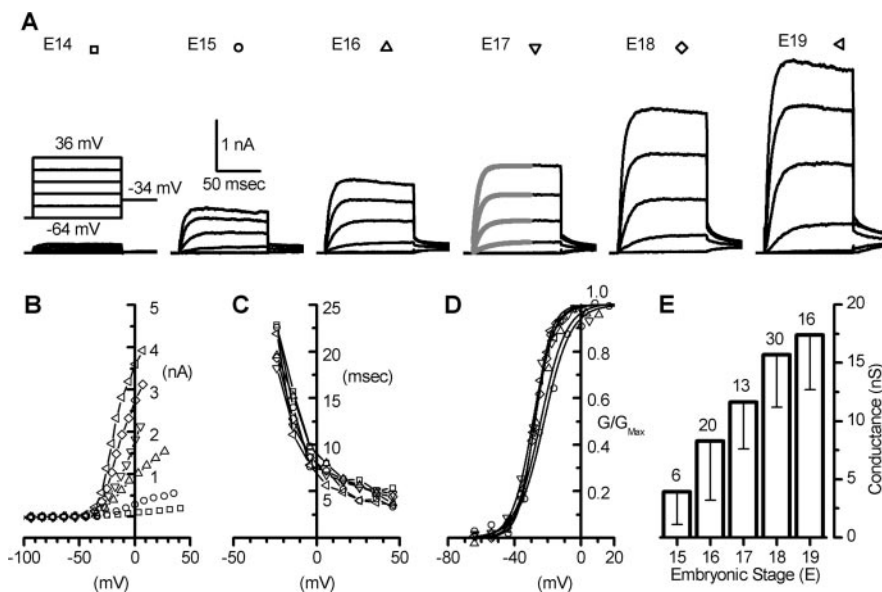 A
E14 E15 E16 E17 E18 E19
36 mV
1 nA
50 msec
-34 mV
-64 mV
B
5
4
(nA)
3
2
1
-100 -50 0 50
(mV)
C
25
20
(msec)
15
10
5
-50 0 50
(mV)
D
1.0
0.8
0.6
G/GMax
0.4
0.2
-80 -40 0 20
(mV)
E
6 20 13 30 16
20
15
10
5
0
Conductance (nS)
15 16 17 18 19
Embryonic Stage (E)